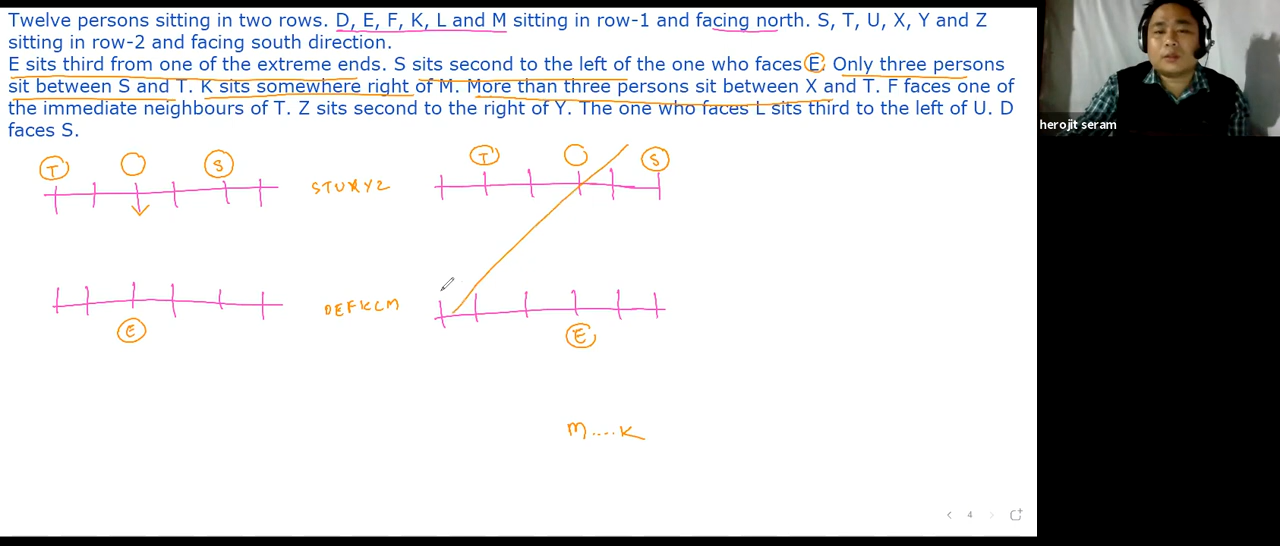 Twelve persons sitting in two rows. D, E, F, K, L and M sitting in row-1 and facing north. S, T, U, X, Y and Z
sitting in row-2 and facing south direction.
E sits third from one of the extreme ends. S sits second to the left of the one who faces E. Only three persons
sit between S and T. K sits somewhere right of M. More than three persons sit between X and T. F faces one of
the immediate neighbours of T. Z sits second to the right of Y. The one who faces L sits third to the left of U. D
faces S.
herojit seram
T S T S
STUXYZ
DEFKLM
E E
M....K
4